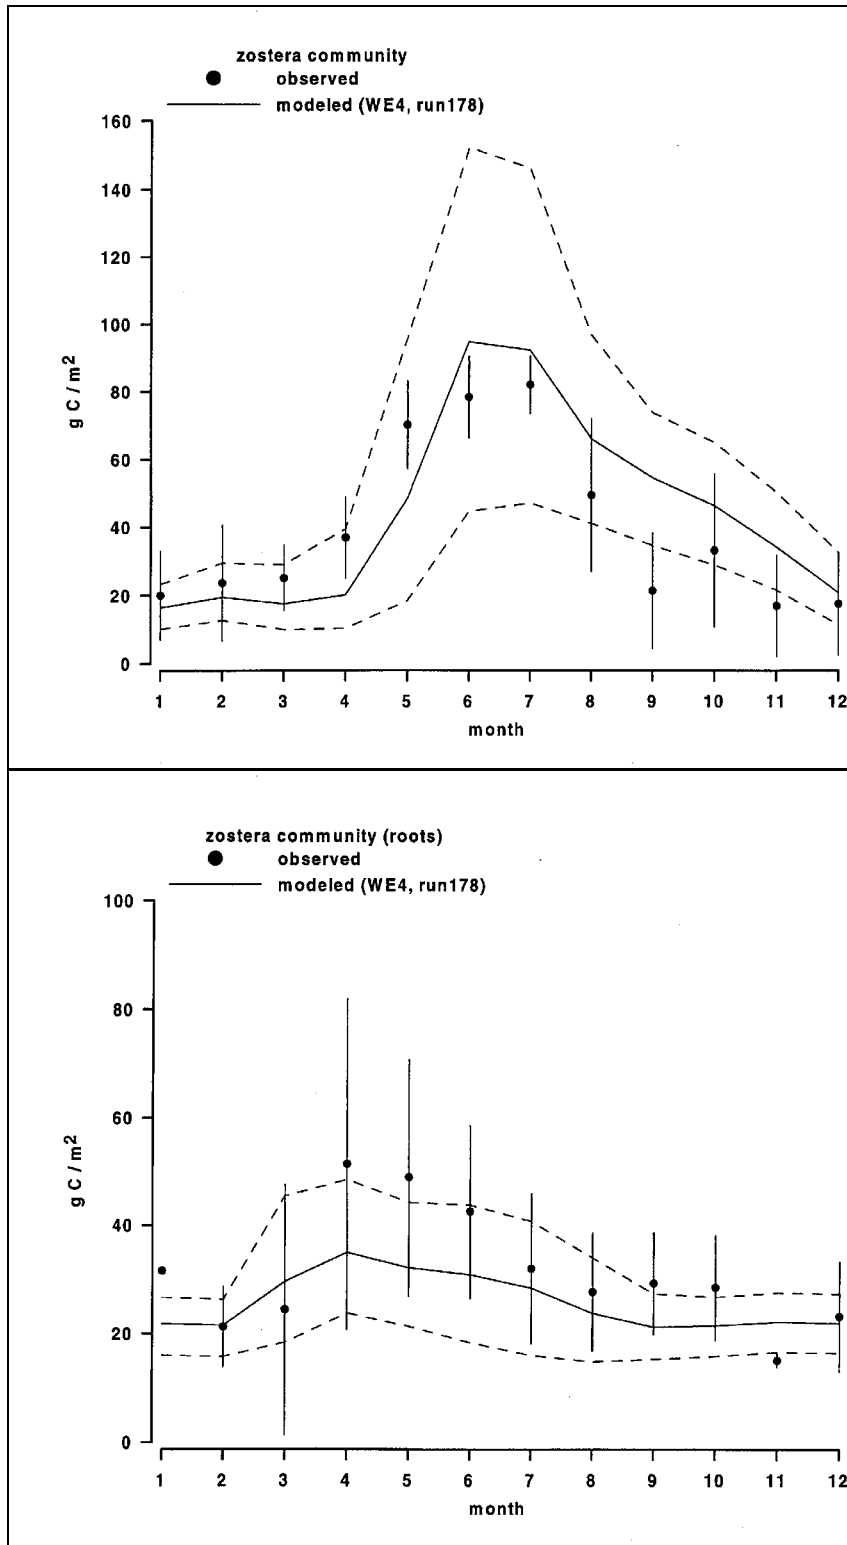 zostera community
observed
modeled (WE4, run178)
160
140
120
100
80
60
40
20
0
g C / m²
1 2 3 4 5 6 7 8 9 10 11 12
month
zostera community (roots)
observed
modeled (WE4, run178)
100
80
60
40
20
0
g C / m²
1 2 3 4 5 6 7 8 9 10 11 12
month